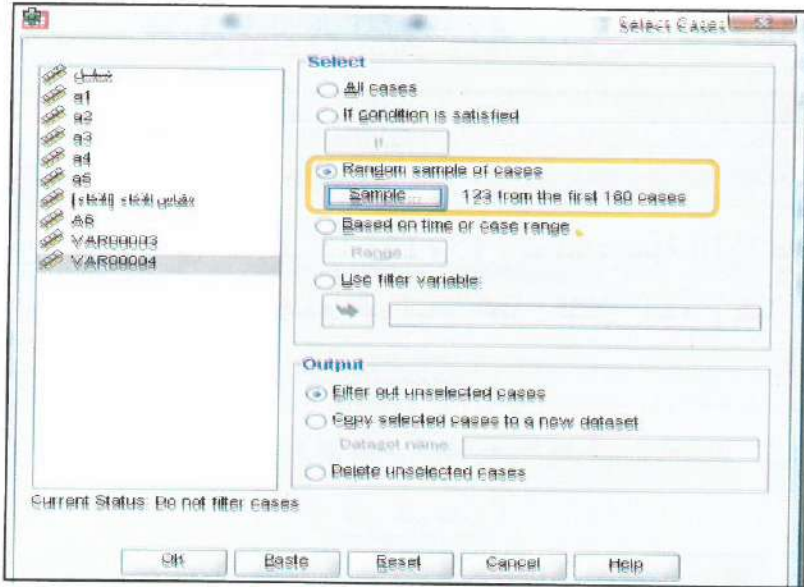 Select Cases
a1
a2
a3
a4
a5
A6
VAR00003
VAR00004
Select
All cases
If condition is satisfied
If...
Random sample of cases
Sample... 123 from the first 160 cases
Based on time or case range
Range...
Use filter variable:
Output
Filter out unselected cases
Copy selected cases to a new dataset
Dataset name:
Delete unselected cases
Current Status: Do not filter cases
OK
Paste
Reset
Cancel
Help